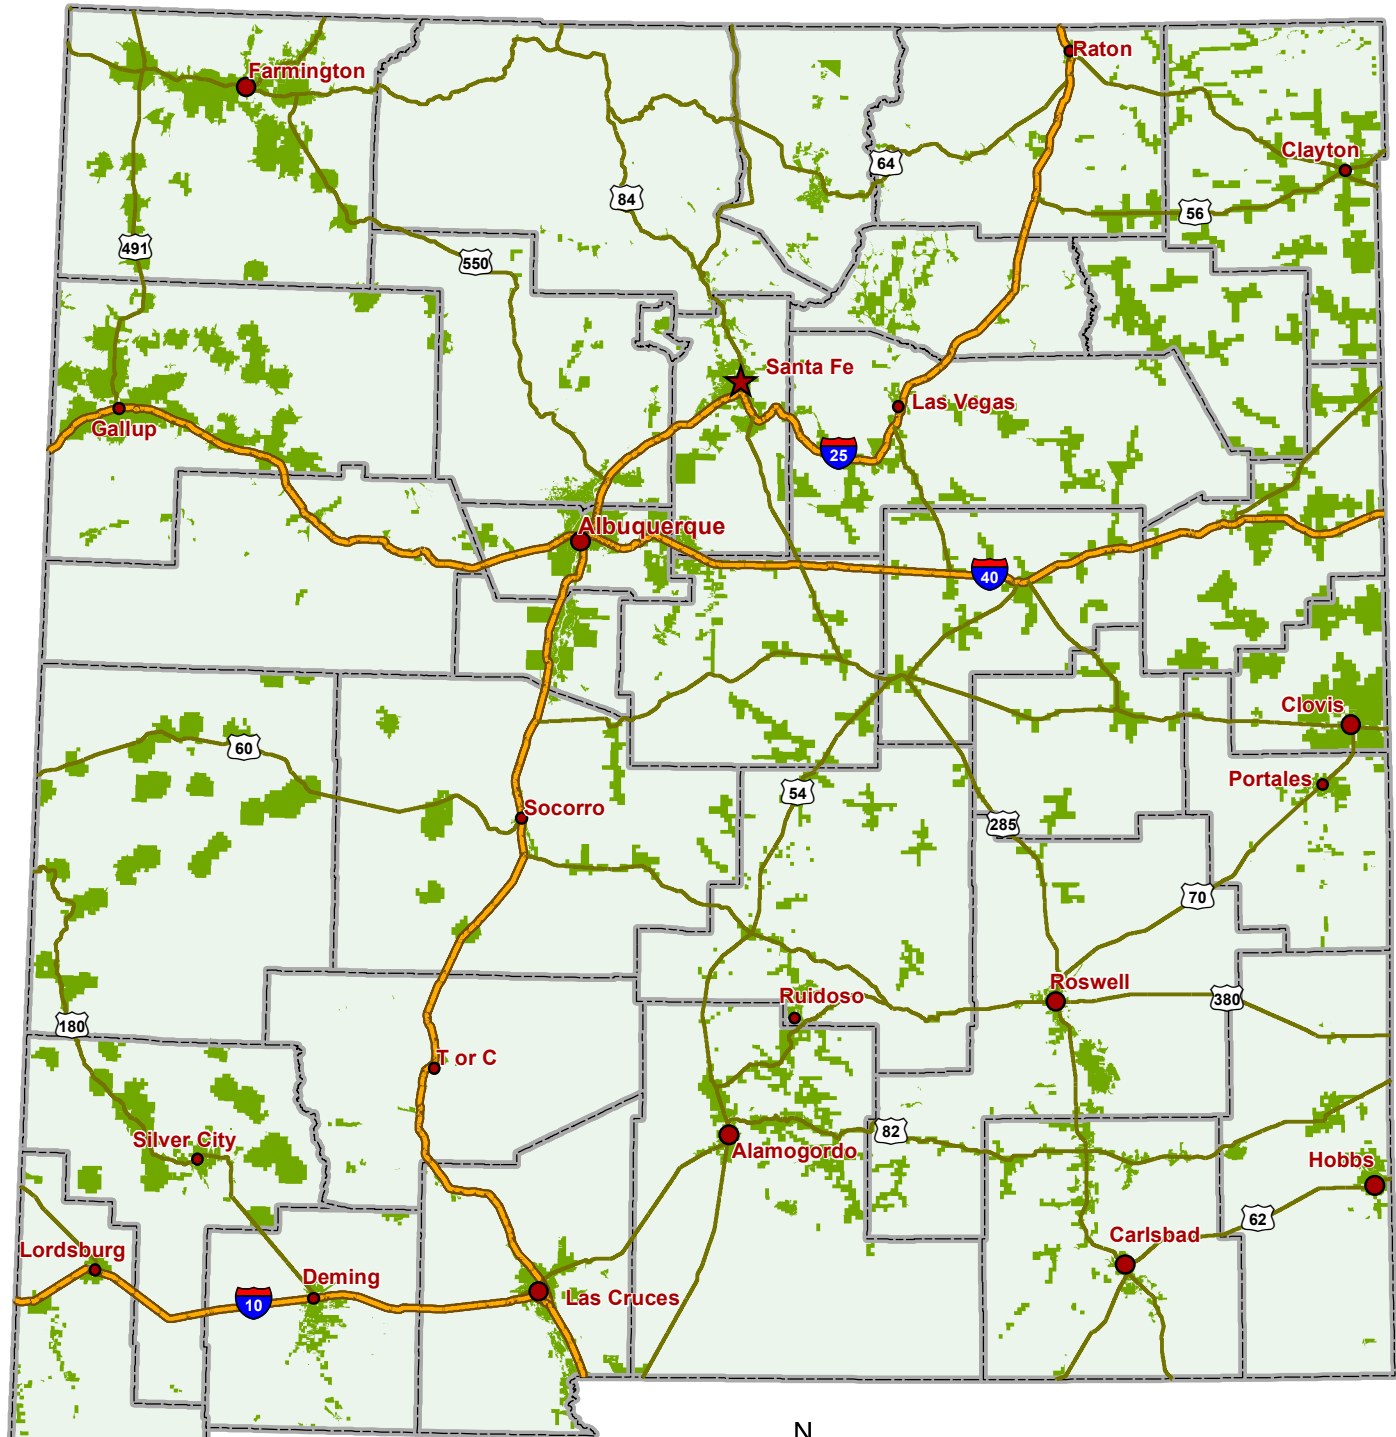 Raton
Farmington
Clayton
64
84
56
491
550
Santa Fe
Las Vegas
Gallup
25
Albuquerque
40
Clovis
60
Portales
54
Socorro
285
70
Roswell
Ruidoso
380
180
T or C
82
Silver City
Alamogordo
Hobbs
62
Carlsbad
Lordsburg
Deming
Las Cruces
10
N